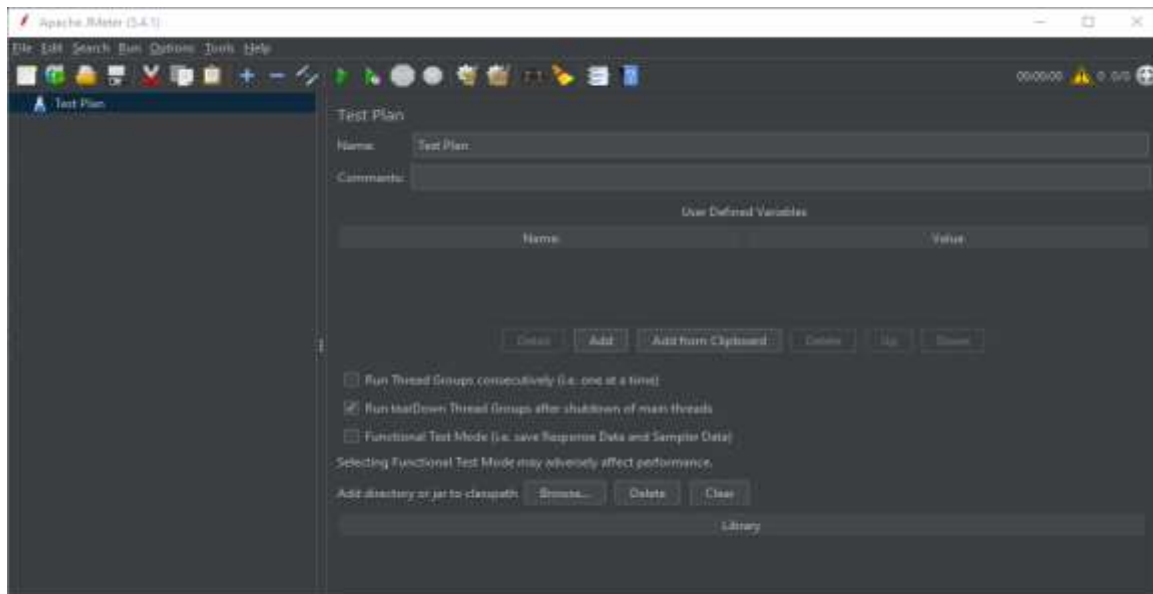 Apache JMeter (5.4.1)
File Edit Search Run Options Tools Help
00:00:00 0 0/0
Test Plan
Test Plan
Name: Test Plan
Comments:
User Defined Variables
Name: Value
Detail Add Add from Clipboard Delete Up Down
Run Thread Groups consecutively (i.e. one at a time)
Run tearDown Thread Groups after shutdown of main threads
Functional Test Mode (i.e. save Response Data and Sampler Data)
Selecting Functional Test Mode may adversely affect performance.
Add directory or jar to classpath Browse... Delete Clear
Library